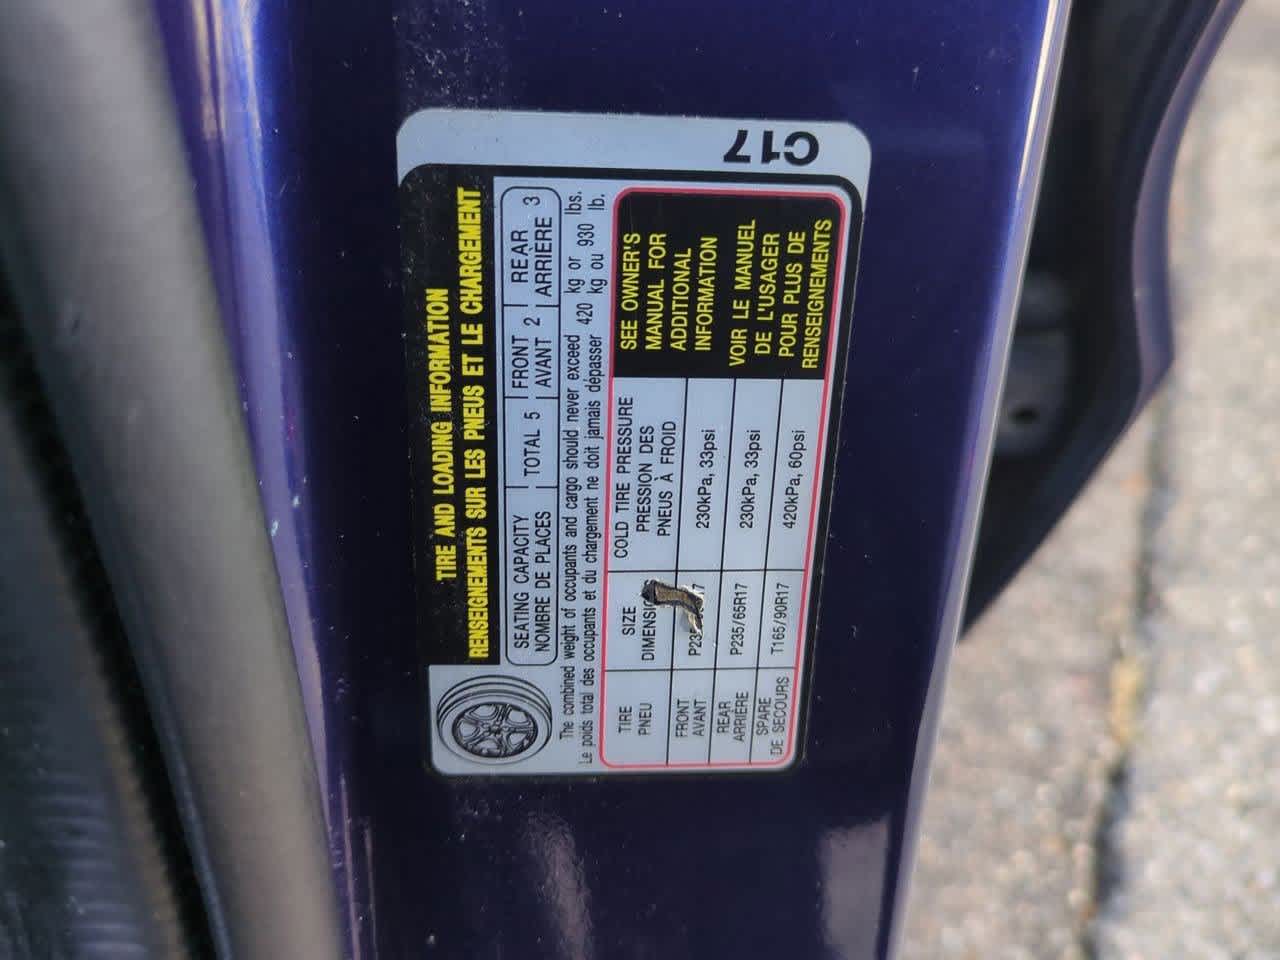 C17
TIRE AND LOADING INFORMATION
RENSEIGNEMENTS SUR LES PNEUS ET LE CHARGEMENT
SEATING CAPACITY TOTAL 5 FRONT 2 REAR 3
NOMBRE DE PLACES AVANT ARRIÈRE
The combined weight of occupants and cargo should never exceed 420 kg or 930 lbs.
Le poids total des occupants et du chargement ne doit jamais dépasser 420 kg ou 930 lb.
TIRE SIZE COLD TIRE PRESSURE
PNEU PRESSION DES
PNEUS À FROID
FRONT 230kPa, 33psi
AVANT
REAR P235/65R17 230kPa, 33psi
ARRIÈRE
SPARE T165/90R17 420kPa, 60psi
DE SECOURS
SEE OWNER'S
MANUAL FOR
ADDITIONAL
INFORMATION
VOIR LE MANUEL
DE L'USAGER
POUR PLUS DE
RENSEIGNEMENTS